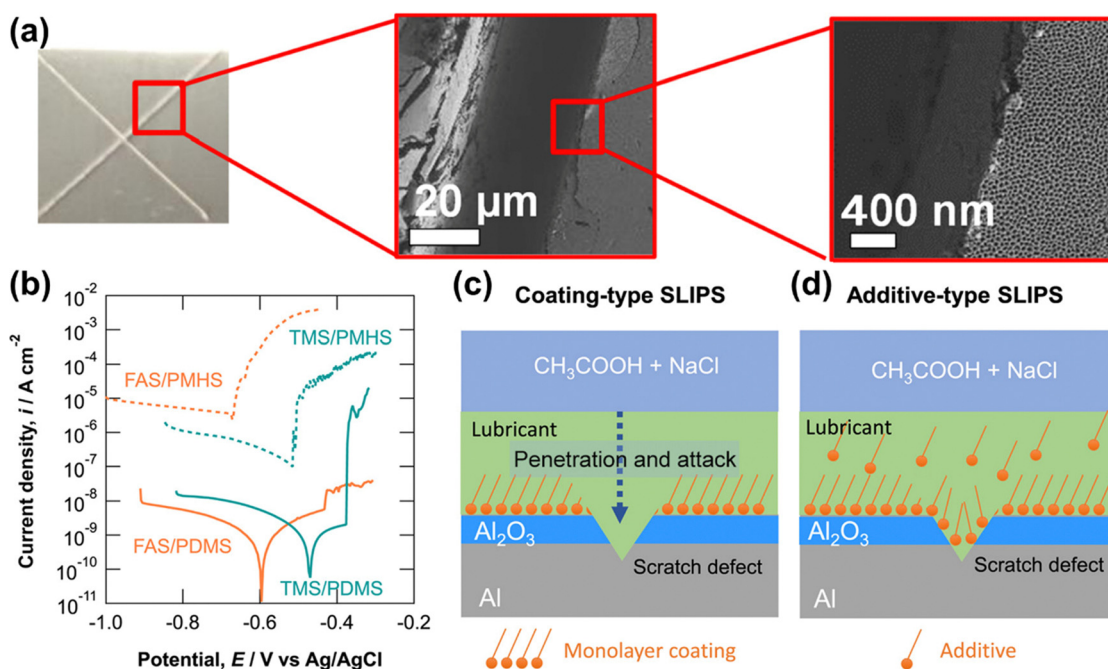 (a)
20 µm
400 nm
(b)
Current density, i / A cm⁻²
10⁻²
10⁻³
10⁻⁴
10⁻⁵
10⁻⁶
10⁻⁷
10⁻⁸
10⁻⁹
10⁻¹⁰
10⁻¹¹
TMS/PMHS
FAS/PMHS
FAS/PDMS
TMS/PDMS
-1.0 -0.8 -0.6 -0.4 -0.2
Potential, E / V vs Ag/AgCl
(c) Coating-type SLIPS
CH₃COOH + NaCl
Lubricant
Penetration and attack
Al₂O₃
Scratch defect
Al
Monolayer coating
(d) Additive-type SLIPS
CH₃COOH + NaCl
Lubricant
Al₂O₃
Scratch defect
Al
Additive